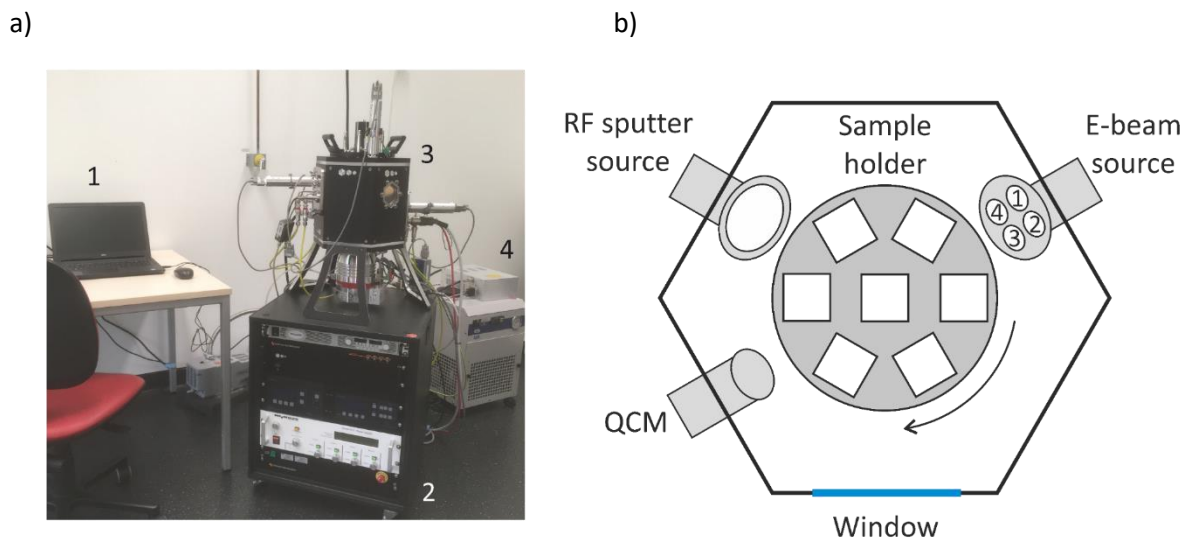 a)
b)
1
3
4
2
RF sputter
source
Sample
holder
E-beam
source
1
4
2
3
QCM
Window